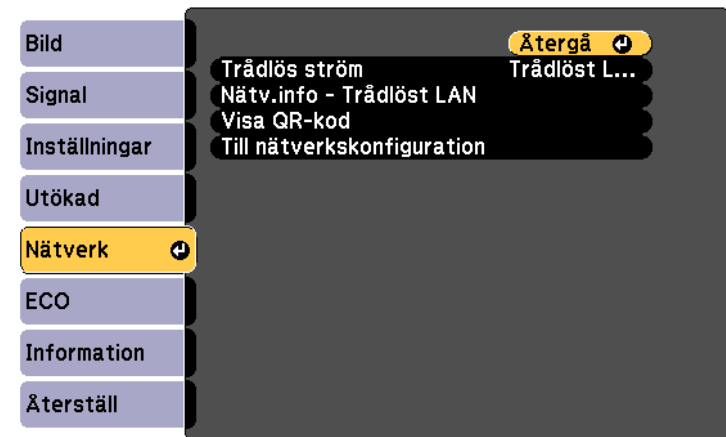 Bild
Signal
Inställningar
Utökad
Nätverk
ECO
Information
Återställ
Återgå
Trådlös ström Trådlöst L...
Nätv.info - Trådlöst LAN
Visa QR-kod
Till nätverkskonfiguration